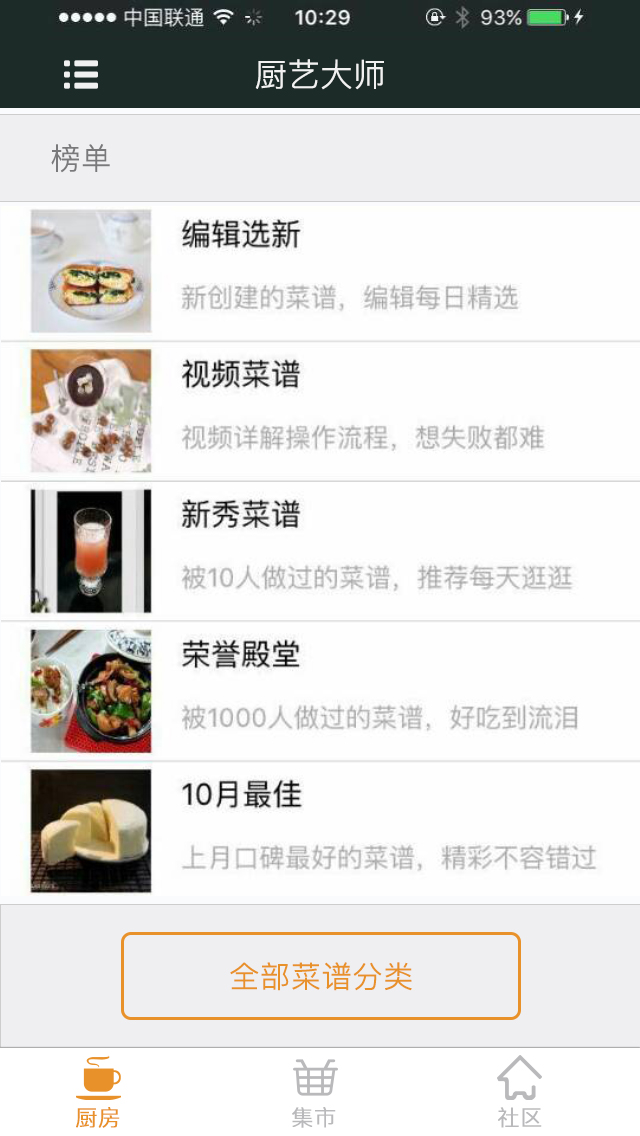 中国联通 10:29 93%
厨艺大师
榜单
编辑选新
新创建的菜谱，编辑每日精选
视频菜谱
视频详解操作流程，想失败都难
新秀菜谱
被10人做过的菜谱，推荐每天逛逛
荣誉殿堂
被1000人做过的菜谱，好吃到流泪
10月最佳
上月口碑最好的菜谱，精彩不容错过
全部菜谱分类
厨房 集市 社区